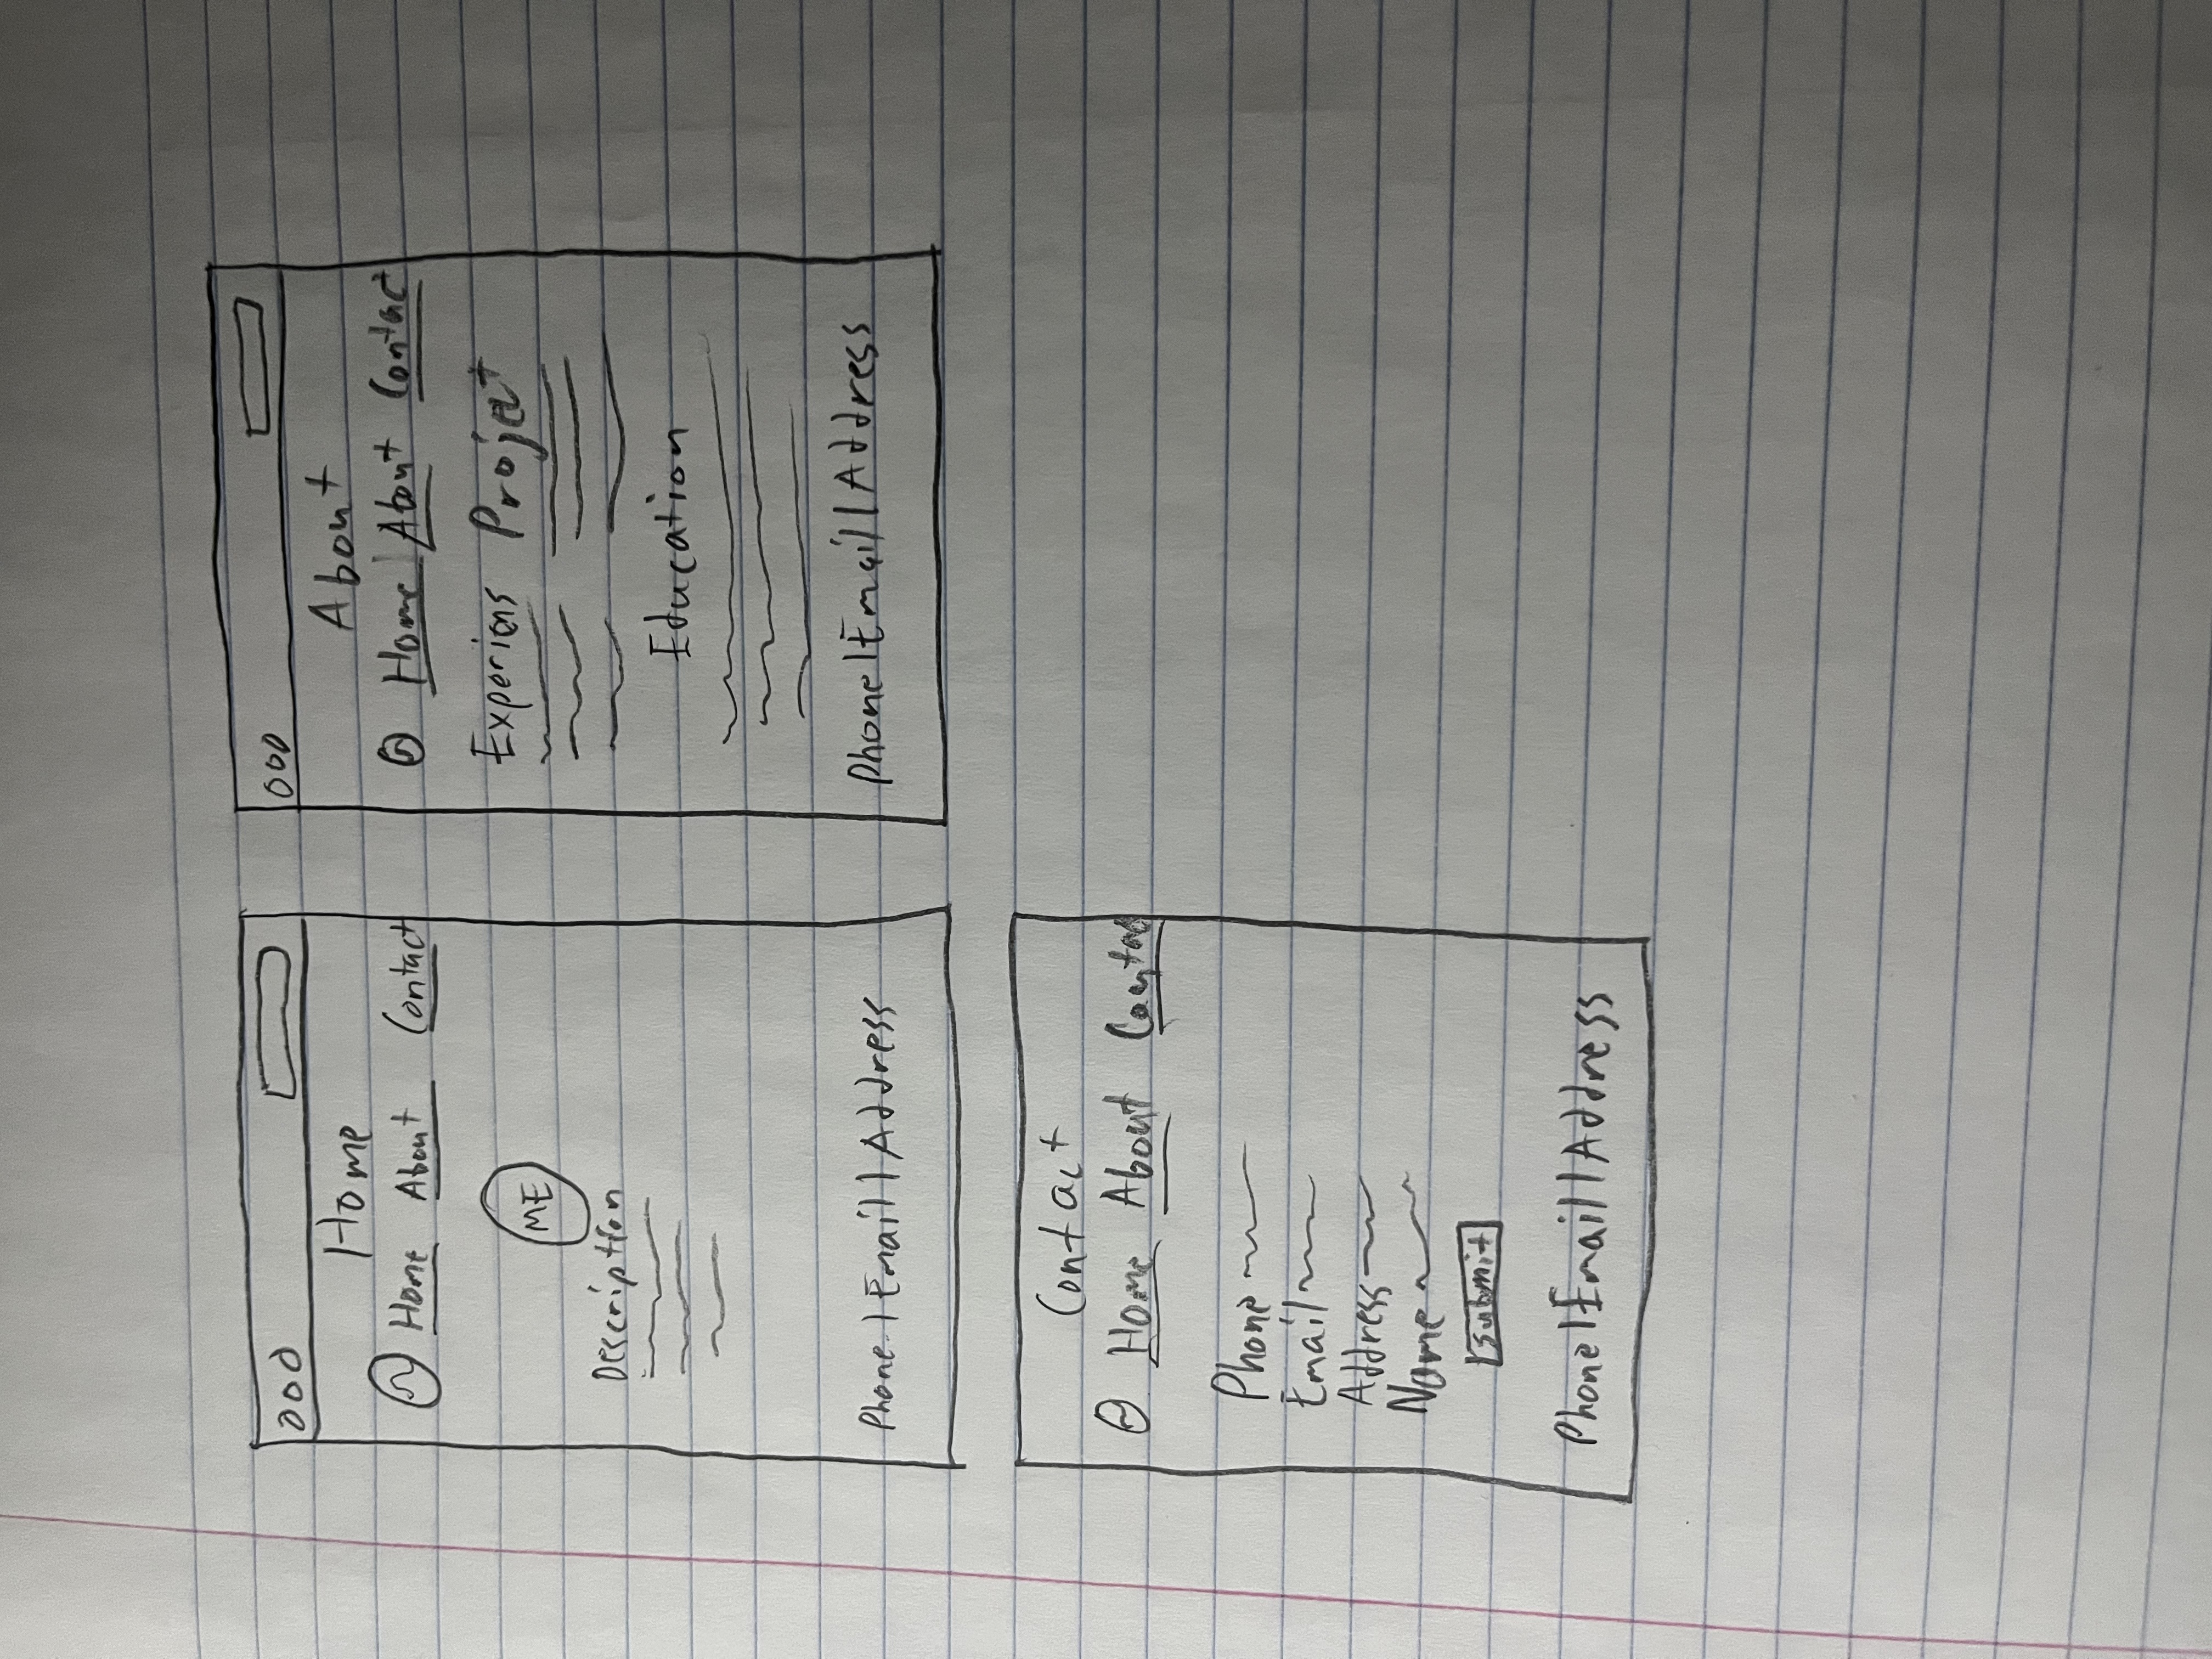 Home
Home About Contact
ME
Description
Phone | Email | Address
About
Home About Contact
Experiens Project
Education
Phone | Email | Address
Contact
Home About Contac
Phone
Email
Address
Name
submit
Phone | Email | Address